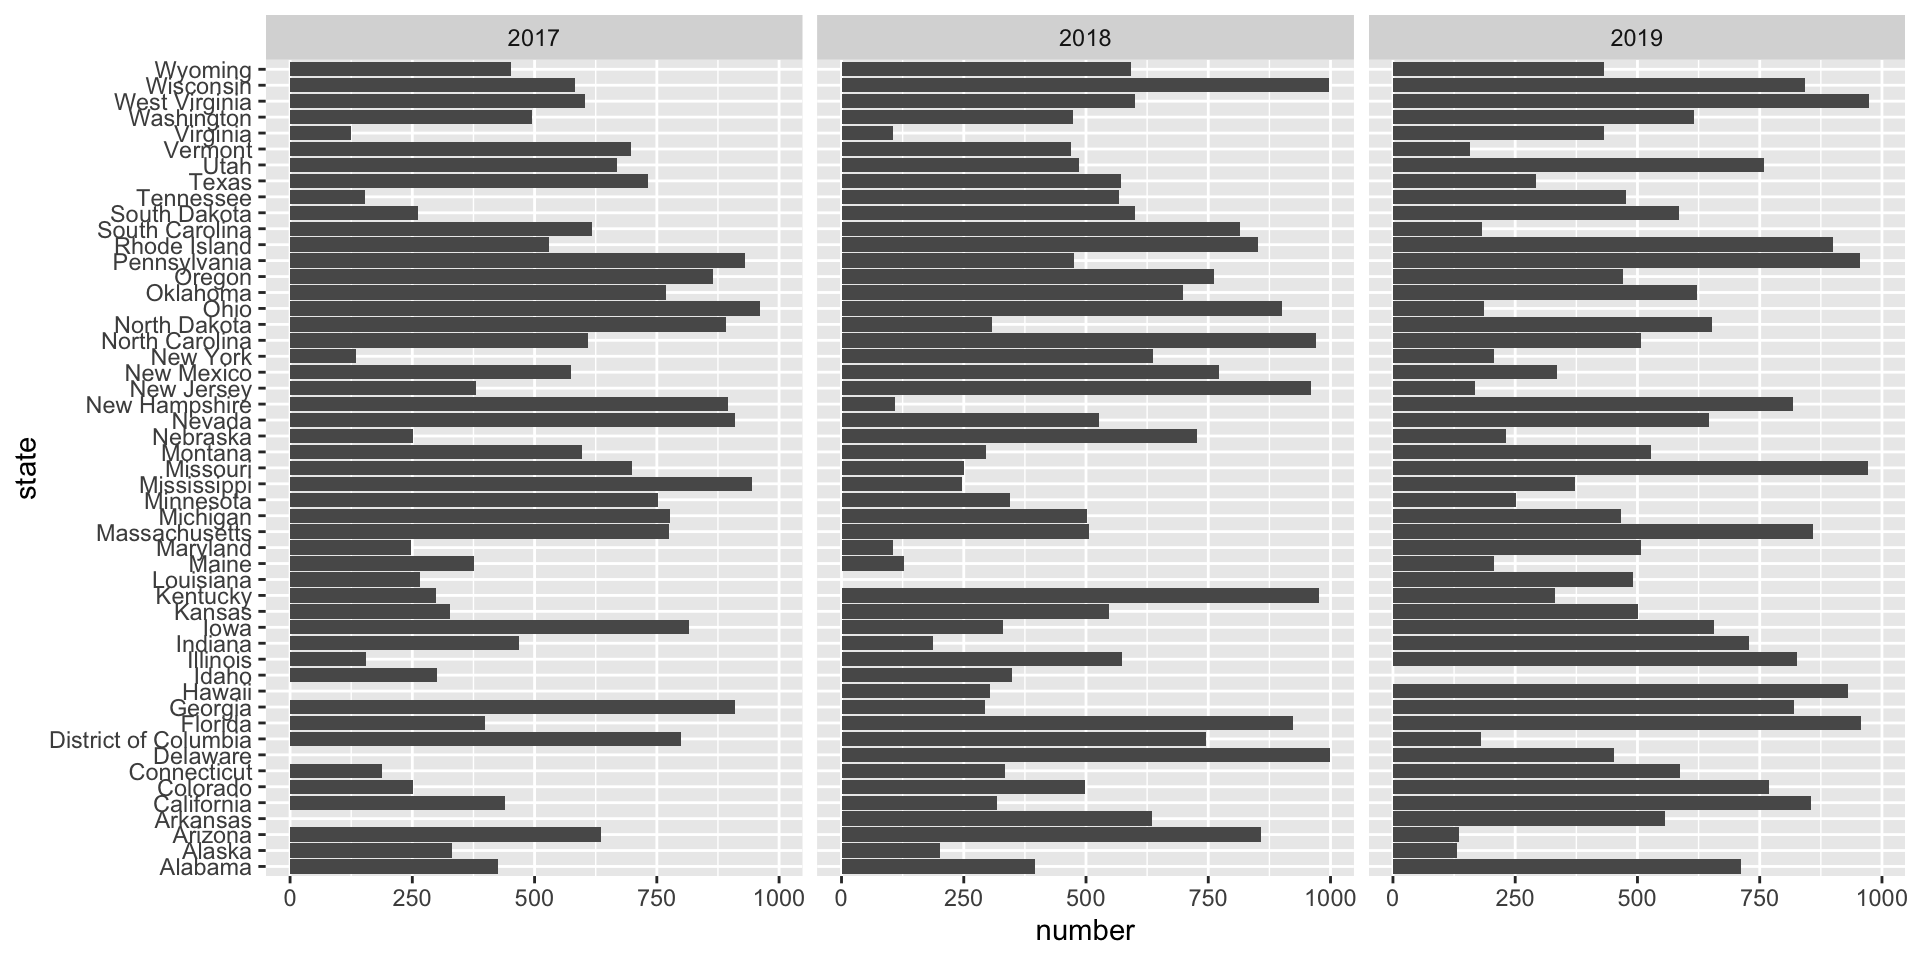 2017 2018 2019
Wyoming
Wisconsin
West Virginia
Washington
Virginia
Vermont
Utah
Texas
Tennessee
South Dakota
South Carolina
Rhode Island
Pennsylvania
Oregon
Oklahoma
Ohio
North Dakota
North Carolina
New York
New Mexico
New Jersey
New Hampshire
Nevada
Nebraska
Montana
Missouri
Mississippi
Minnesota
Michigan
Massachusetts
Maryland
Maine
Louisiana
Kentucky
Kansas
Iowa
Indiana
Illinois
Idaho
Hawaii
Georgia
Florida
District of Columbia
Delaware
Connecticut
Colorado
California
Arkansas
Arizona
Alaska
Alabama
state
0 250 500 750 1000 0 250 500 750 1000 0 250 500 750 1000
number